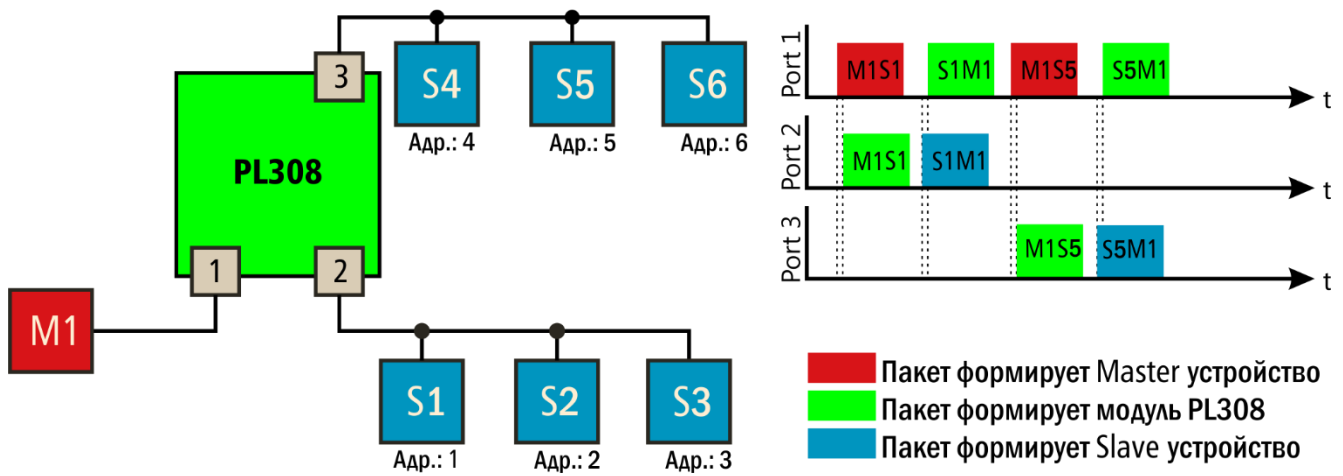 3
S4
S5
S6
Адр.: 4
Адр.: 5
Адр.: 6
PL308
1
2
M1
S1
S2
S3
Адр.: 1
Адр.: 2
Адр.: 3
Port 1
M1S1
S1M1
M1S5
S5M1
t
Port 2
M1S1
S1M1
t
Port 3
M1S5
S5M1
t
Пакет формирует Master устройство
Пакет формирует модуль PL308
Пакет формирует Slave устройство